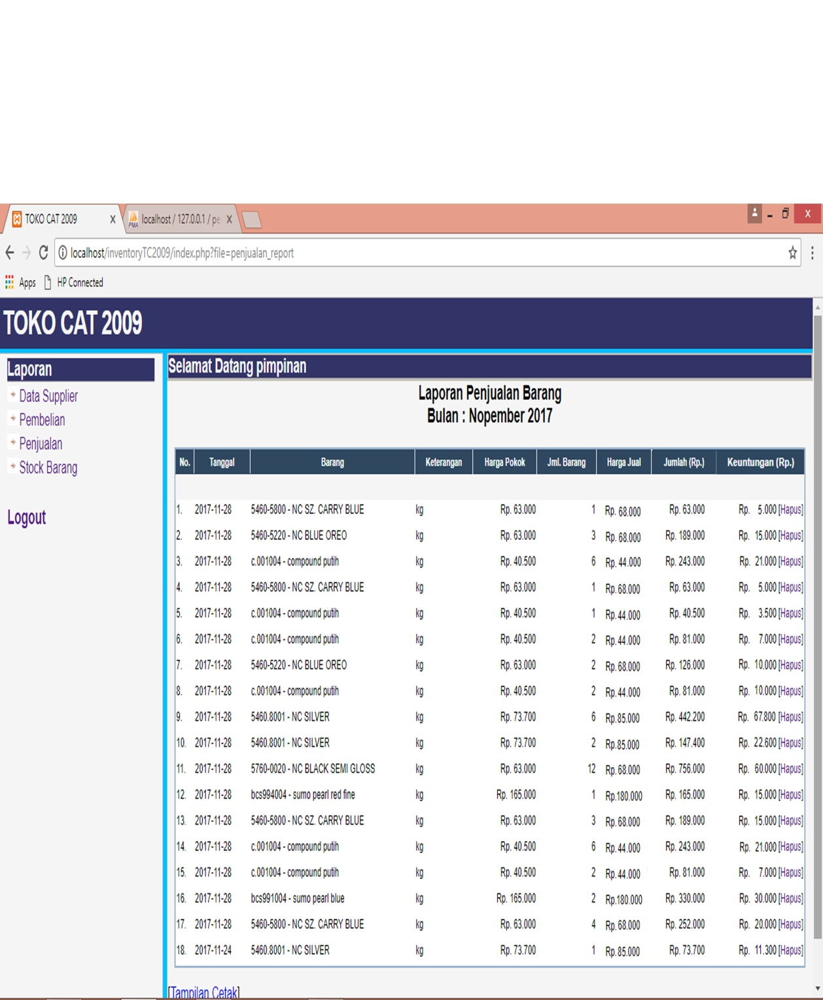 TOKO CAT 2009
localhost / 127.0.0.1 / pe
localhost/inventoryTC2009/index.php?file=penjualan_report
Apps HP Connected
TOKO CAT 2009
Laporan
Data Supplier
Pembelian
Penjualan
Stock Barang
Logout
Selamat Datang pimpinan
Laporan Penjualan Barang
Bulan : Nopember 2017
No. Tanggal Barang Keterangan Harga Pokok Jml. Barang Harga Jual Jumlah (Rp.) Keuntungan (Rp.)
1. 2017-11-28 5460-5800 - NC SZ. CARRY BLUE kg Rp. 63.000 1 Rp. 68.000 Rp. 63.000 Rp. 5.000 [Hapus]
2. 2017-11-28 5460-5220 - NC BLUE OREO kg Rp. 63.000 3 Rp. 68.000 Rp. 189.000 Rp. 15.000 [Hapus]
3. 2017-11-28 c.001004 - compound putih kg Rp. 40.500 6 Rp. 44.000 Rp. 243.000 Rp. 21.000 [Hapus]
4. 2017-11-28 5460-5800 - NC SZ. CARRY BLUE kg Rp. 63.000 1 Rp. 68.000 Rp. 63.000 Rp. 5.000 [Hapus]
5. 2017-11-28 c.001004 - compound putih kg Rp. 40.500 1 Rp. 44.000 Rp. 40.500 Rp. 3.500 [Hapus]
6. 2017-11-28 c.001004 - compound putih kg Rp. 40.500 2 Rp. 44.000 Rp. 81.000 Rp. 7.000 [Hapus]
7. 2017-11-28 5460-5220 - NC BLUE OREO kg Rp. 63.000 2 Rp. 68.000 Rp. 126.000 Rp. 10.000 [Hapus]
8. 2017-11-28 c.001004 - compound putih kg Rp. 40.500 2 Rp. 44.000 Rp. 81.000 Rp. 10.000 [Hapus]
9. 2017-11-28 5460.8001 - NC SILVER kg Rp. 73.700 6 Rp.85.000 Rp. 442.200 Rp. 67.800 [Hapus]
10. 2017-11-28 5460.8001 - NC SILVER kg Rp. 73.700 2 Rp.85.000 Rp. 147.400 Rp. 22.600 [Hapus]
11. 2017-11-28 5760-0020 - NC BLACK SEMI GLOSS kg Rp. 63.000 12 Rp. 68.000 Rp. 756.000 Rp. 60.000 [Hapus]
12. 2017-11-28 bcs994004 - sumo pearl red fine kg Rp. 165.000 1 Rp.180.000 Rp. 165.000 Rp. 15.000 [Hapus]
13. 2017-11-28 5460-5800 - NC SZ. CARRY BLUE kg Rp. 63.000 3 Rp. 68.000 Rp. 189.000 Rp. 15.000 [Hapus]
14. 2017-11-28 c.001004 - compound putih kg Rp. 40.500 6 Rp. 44.000 Rp. 243.000 Rp. 21.000 [Hapus]
15. 2017-11-28 c.001004 - compound putih kg Rp. 40.500 2 Rp. 44.000 Rp. 81.000 Rp. 7.000 [Hapus]
16. 2017-11-28 bcs991004 - sumo pearl blue kg Rp. 165.000 2 Rp.180.000 Rp. 330.000 Rp. 30.000 [Hapus]
17. 2017-11-28 5460-5800 - NC SZ. CARRY BLUE kg Rp. 63.000 4 Rp. 68.000 Rp. 252.000 Rp. 20.000 [Hapus]
18. 2017-11-24 5460.8001 - NC SILVER kg Rp. 73.700 1 Rp.85.000 Rp. 73.700 Rp. 11.300 [Hapus]
[Tampilan Cetak]